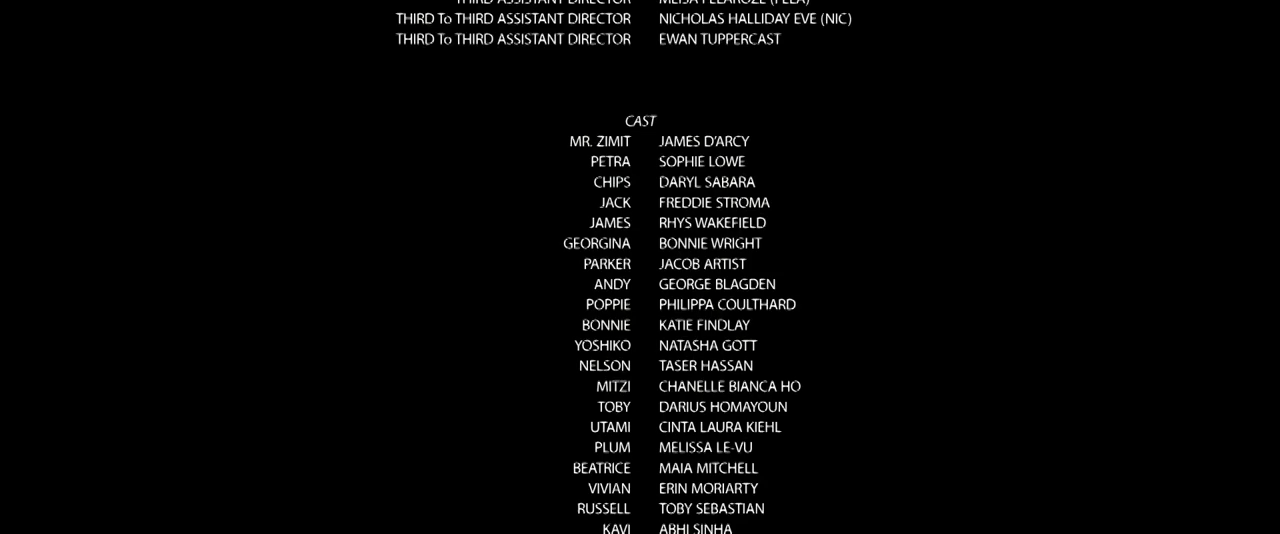 THIRD To THIRD ASSISTANT DIRECTOR NICHOLAS HALLIDAY EVE (NIC)
THIRD To THIRD ASSISTANT DIRECTOR EWAN TUPPERCAST
CAST
MR. ZIMIT JAMES D'ARCY
PETRA SOPHIE LOWE
CHIPS DARYL SABARA
JACK FREDDIE STROMA
JAMES RHYS WAKEFIELD
GEORGINA BONNIE WRIGHT
PARKER JACOB ARTIST
ANDY GEORGE BLAGDEN
POPPIE PHILIPPA COULTHARD
BONNIE KATIE FINDLAY
YOSHIKO NATASHA GOTT
NELSON TASER HASSAN
MITZI CHANELLE BIANCA HO
TOBY DARIUS HOMAYOUN
UTAMI CINTA LAURA KIEHL
PLUM MELISSA LE-VU
BEATRICE MAIA MITCHELL
VIVIAN ERIN MORIARTY
RUSSELL TOBY SEBASTIAN
KAVI ABHI SINHA